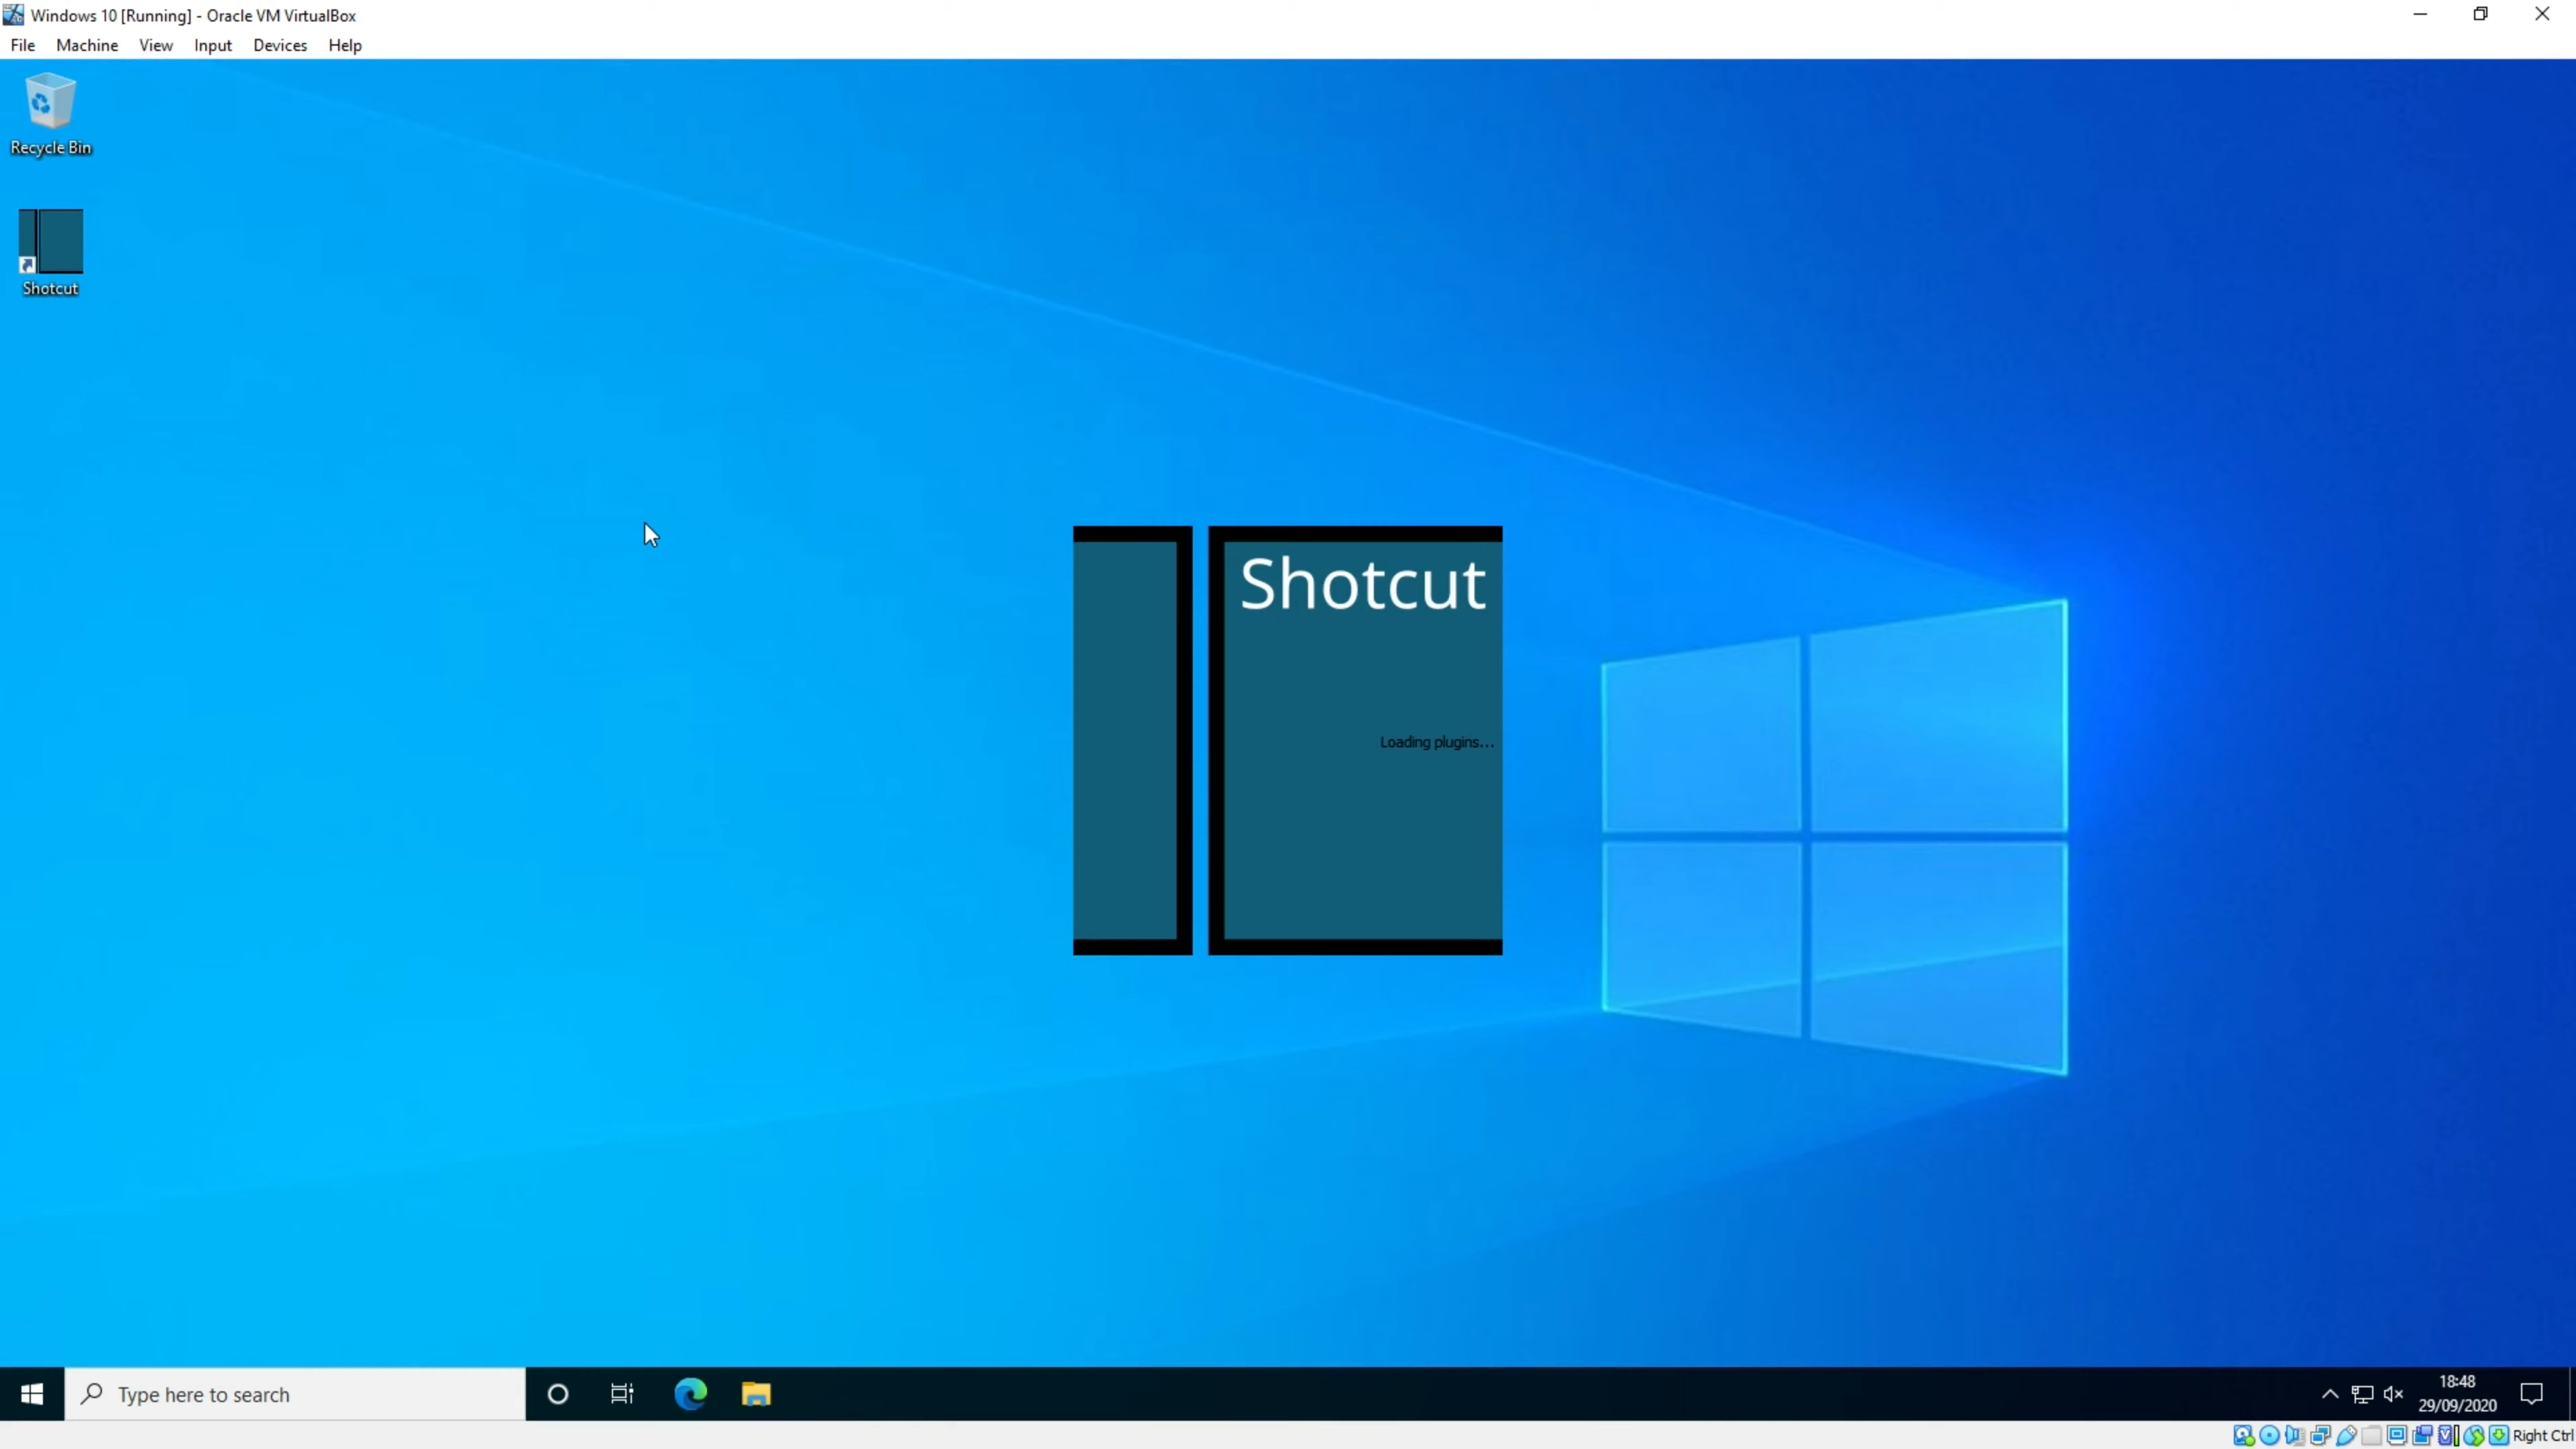 Windows 10 [Running] - Oracle VM VirtualBox
File Machine View Input Devices Help
Recycle Bin
Shotcut
Shotcut
Loading plugins...
Type here to search
18:48
29/09/2020
Right Ctrl